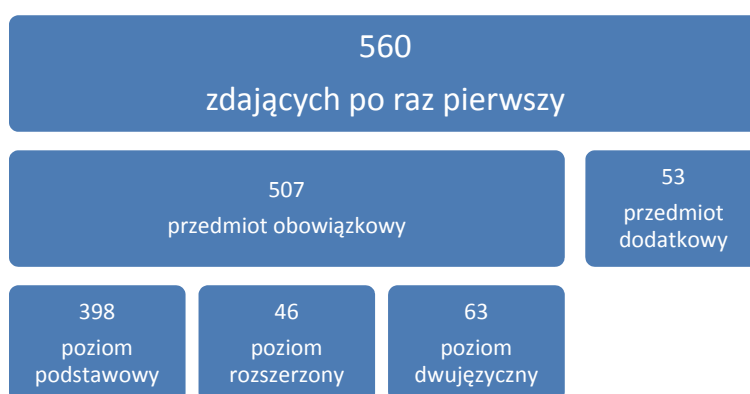 560
zdających po raz pierwszy
507
przedmiot obowiązkowy
53
przedmiot
dodatkowy
398
poziom
podstawowy
46
poziom
rozszerzony
63
poziom
dwujęzyczny